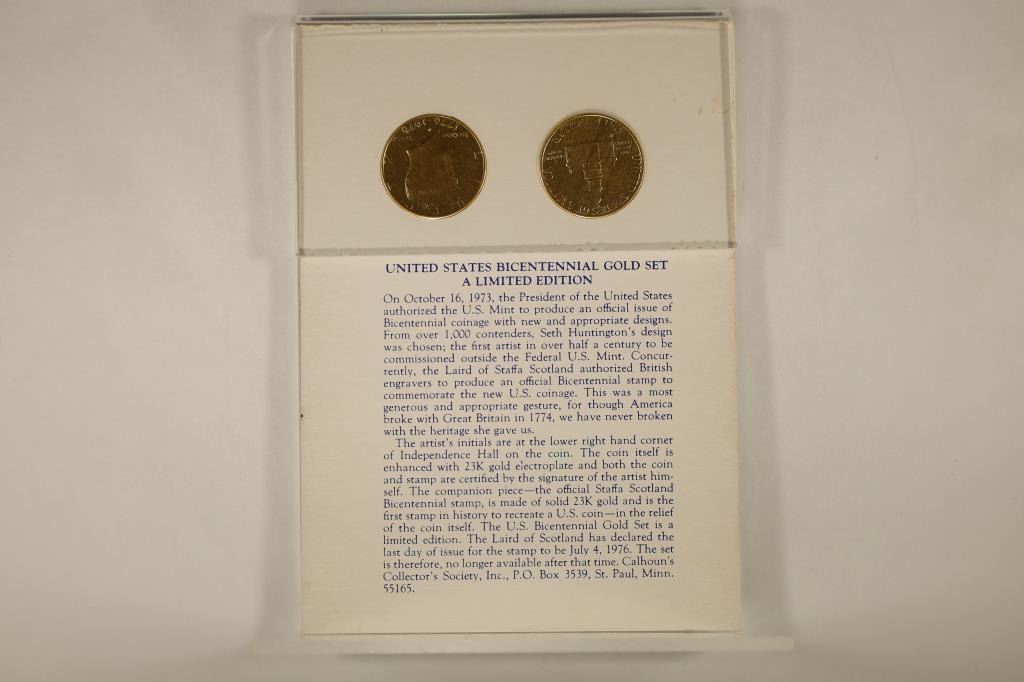 1776·1976
UNITED STATES BICENTENNIAL GOLD SET
A LIMITED EDITION
On October 16, 1973, the President of the United States
authorized the U.S. Mint to produce an official issue of
Bicentennial coinage with new and appropriate designs.
From over 1,000 contenders, Seth Huntington's design
was chosen; the first artist in over half a century to be
commissioned outside the Federal U.S. Mint. Concur-
rently, the Laird of Staffa Scotland authorized British
engravers to produce an official Bicentennial stamp to
commemorate the new U.S. coinage. This was a most
generous and appropriate gesture, for though America
broke with Great Britain in 1774, we have never broken
with the heritage she gave us.
The artist's initials are at the lower right hand corner
of Independence Hall on the coin. The coin itself is
enhanced with 23K gold electroplate and both the coin
and stamp are certified by the signature of the artist him-
self. The companion piece—the official Staffa Scotland
Bicentennial stamp, is made of solid 23K gold and is the
first stamp in history to recreate a U.S. coin—in the relief
of the coin itself. The U.S. Bicentennial Gold Set is a
limited edition. The Laird of Scotland has declared the
last day of issue for the stamp to be July 4, 1976. The set
is therefore, no longer available after that time. Calhoun's
Collector's Society, Inc., P.O. Box 3539, St. Paul, Minn.
55165.